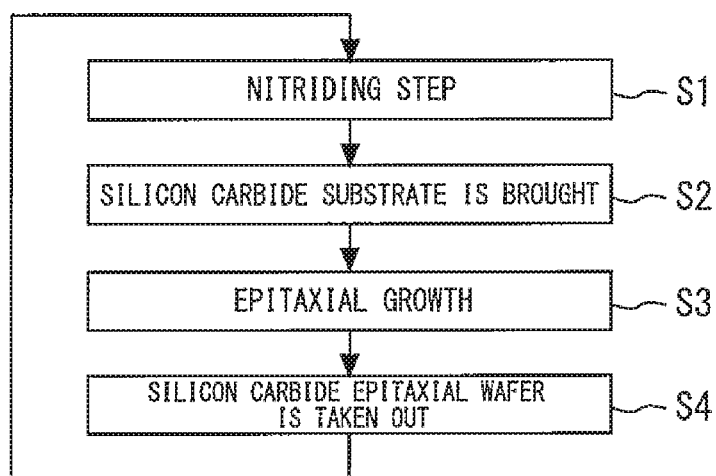 NITRIDING STEP
S1
SILICON CARBIDE SUBSTRATE IS BROUGHT
S2
EPITAXIAL GROWTH
S3
SILICON CARBIDE EPITAXIAL WAFER
IS TAKEN OUT
S4